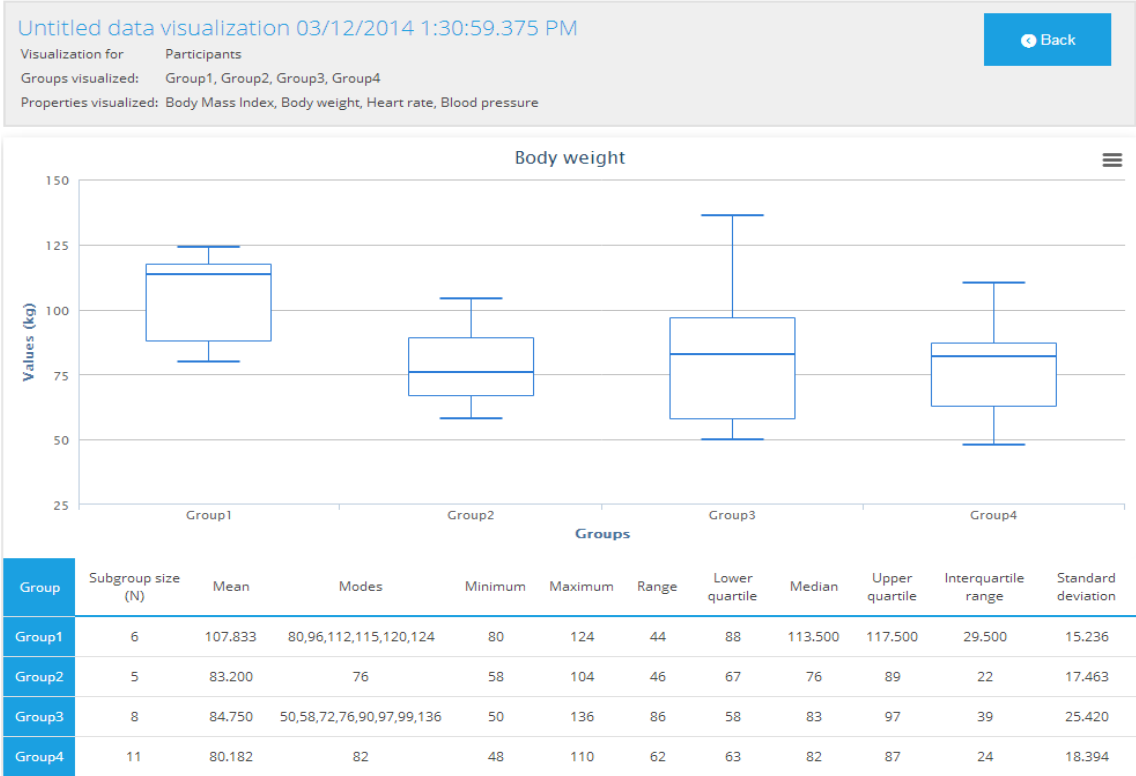 Untitled data visualization 03/12/2014 1:30:59.375 PM
Back
Visualization for Participants
Groups visualized: Group1, Group2, Group3, Group4
Properties visualized: Body Mass Index, Body weight, Heart rate, Blood pressure
Body weight
150
125
100
75
50
25
Values (kg)
Group1 Group2 Group3 Group4
Groups
Group Subgroup size (N) Mean Modes Minimum Maximum Range Lower quartile Median Upper quartile Interquartile range Standard deviation
Group1 6 107.833 80,96,112,115,120,124 80 124 44 88 113.500 117.500 29.500 15.236
Group2 5 83.200 76 58 104 46 67 76 89 22 17.463
Group3 8 84.750 50,58,72,76,90,97,99,136 50 136 86 58 83 97 39 25.420
Group4 11 80.182 82 48 110 62 63 82 87 24 18.394